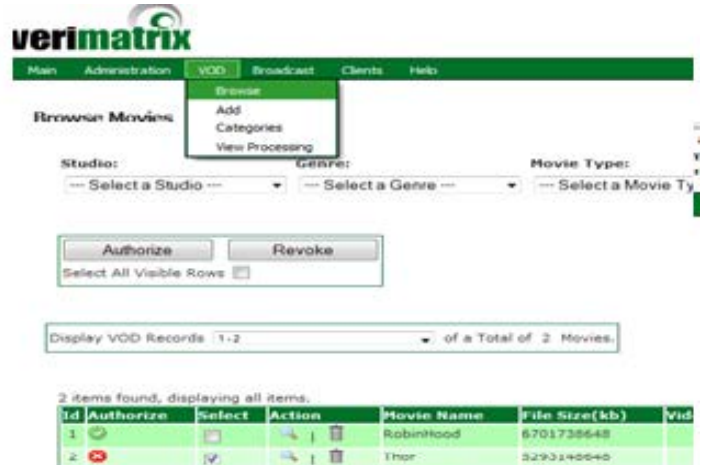 verimatrix
Main Administration VOD Broadcast Clients Help
Browse
Add
Categories
View Processing
Browse Movies
Studio: Genre: Movie Type:
--- Select a Studio --- --- Select a Genre --- --- Select a Movie Ty
Authorize Revoke
Select All Visible Rows
Display VOD Records 1-2 of a Total of 2 Movies.
2 items found, displaying all items.
Id Authorize Select Action Movie Name File Size(kb) Vid
1 | RobinHood 6701738648
2 | Thor